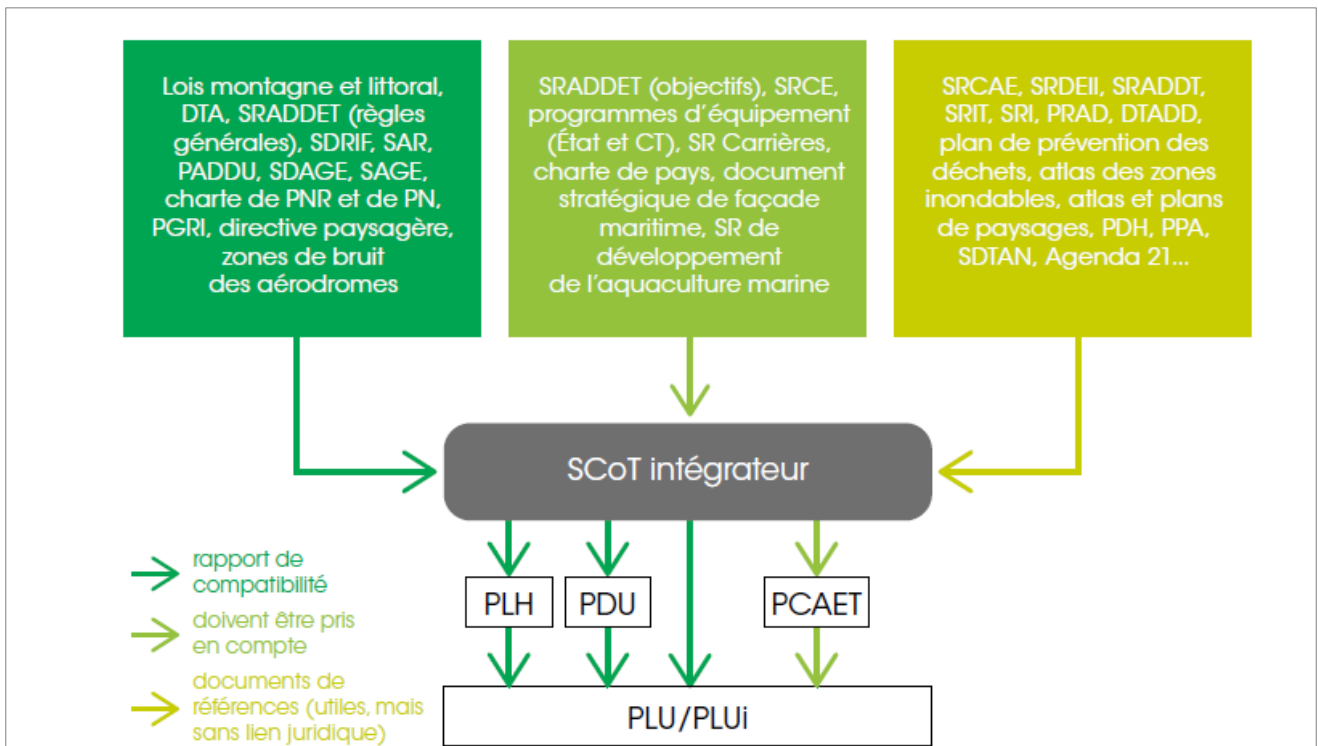 Lois montagne et littoral,
DTA, SRADDET (règles
générales), SDRIF, SAR,
PADDU, SDAGE, SAGE,
charte de PNR et de PN,
PGRI, directive paysagère,
zones de bruit
des aérodromes
SRADDET (objectifs), SRCE,
programmes d'équipement
(État et CT), SR Carrières,
charte de pays, document
stratégique de façade
maritime, SR de
développement
de l'aquaculture marine
SRCAE, SRDEII, SRADDT,
SRIT, SRI, PRAD, DTADD,
plan de prévention des
déchets, atlas des zones
inondables, atlas et plans
de paysages, PDH, PPA,
SDTAN, Agenda 21...
SCoT intégrateur
rapport de
compatibilité
doivent être pris
en compte
documents de
références (utiles, mais
sans lien juridique)
PLH
PDU
PCAET
PLU/PLUi